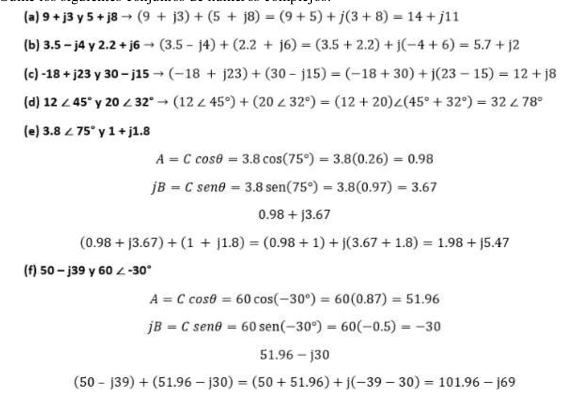 (a) 9 + j3 y 5 + j8 → (9 + j3) + (5 + j8) = (9 + 5) + j(3 + 8) = 14 + j11
(b) 3.5 – j4 y 2.2 + j6 → (3.5 - j4) + (2.2 + j6) = (3.5 + 2.2) + j(−4 + 6) = 5.7 + j2
(c) -18 + j23 y 30 – j15 → (−18 + j23) + (30 - j15) = (−18 + 30) + j(23 − 15) = 12 + j8
(d) 12 ∠ 45° y 20 ∠ 32° → (12 ∠ 45°) + (20 ∠ 32°) = (12 + 20)∠(45° + 32°) = 32 ∠ 78°
(e) 3.8 ∠ 75° y 1 + j1.8
A = C cosθ = 3.8 cos(75°) = 3.8(0.26) = 0.98
jB = C senθ = 3.8 sen(75°) = 3.8(0.97) = 3.67
0.98 + j3.67
(0.98 + j3.67) + (1 + j1.8) = (0.98 + 1) + j(3.67 + 1.8) = 1.98 + j5.47
(f) 50 – j39 y 60 ∠ -30°
A = C cosθ = 60 cos(−30°) = 60(0.87) = 51.96
jB = C senθ = 60 sen(−30°) = 60(−0.5) = −30
51.96 − j30
(50 - j39) + (51.96 − j30) = (50 + 51.96) + j(−39 − 30) = 101.96 − j69